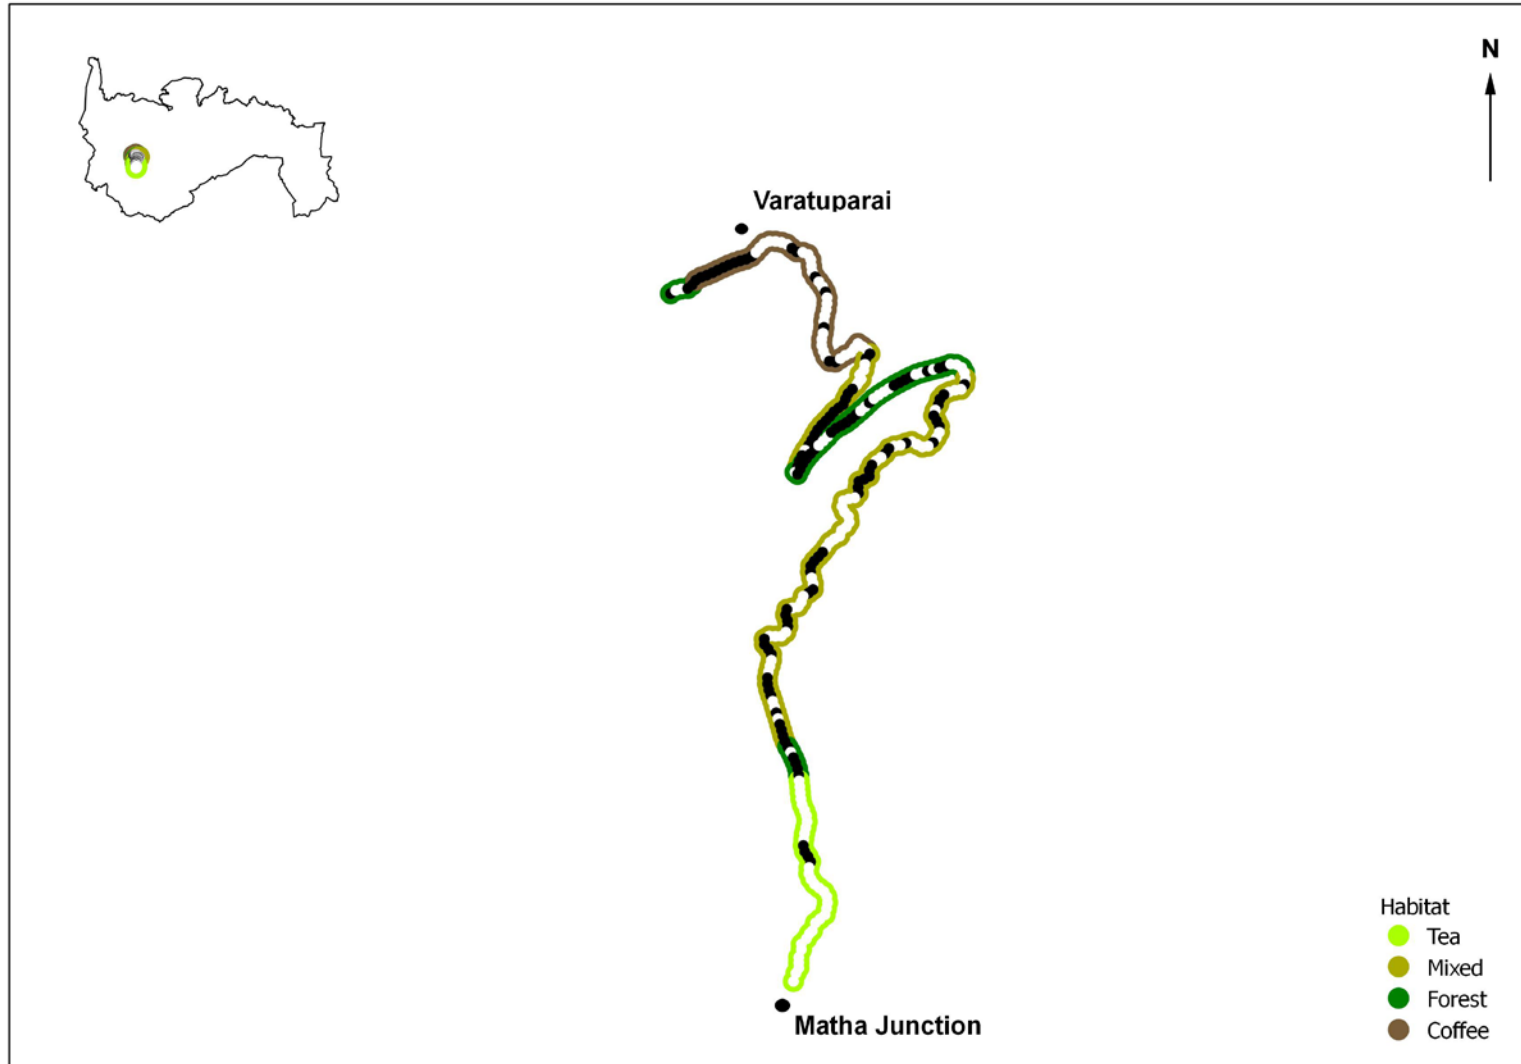 N
Varatuparai
Matha Junction
Habitat
Tea
Mixed
Forest
Coffee